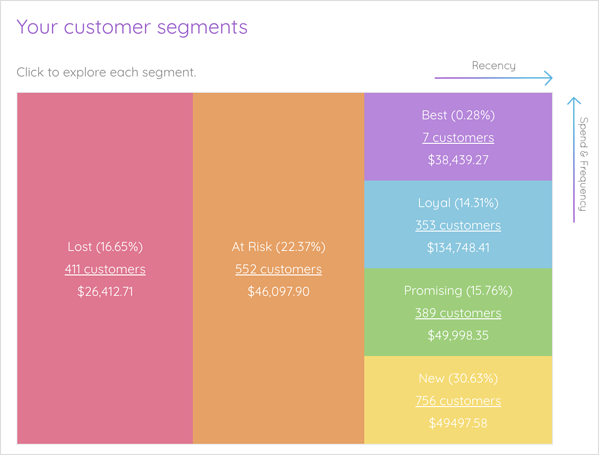 Your customer segments
Click to explore each segment.
Recency
Spend & Frequency
Lost (16.65%)
411 customers
$26,412.71
At Risk (22.37%)
552 customers
$46,097.90
Best (0.28%)
7 customers
$38,439.27
Loyal (14.31%)
353 customers
$134,748.41
Promising (15.76%)
389 customers
$49,998.35
New (30.63%)
756 customers
$49497.58